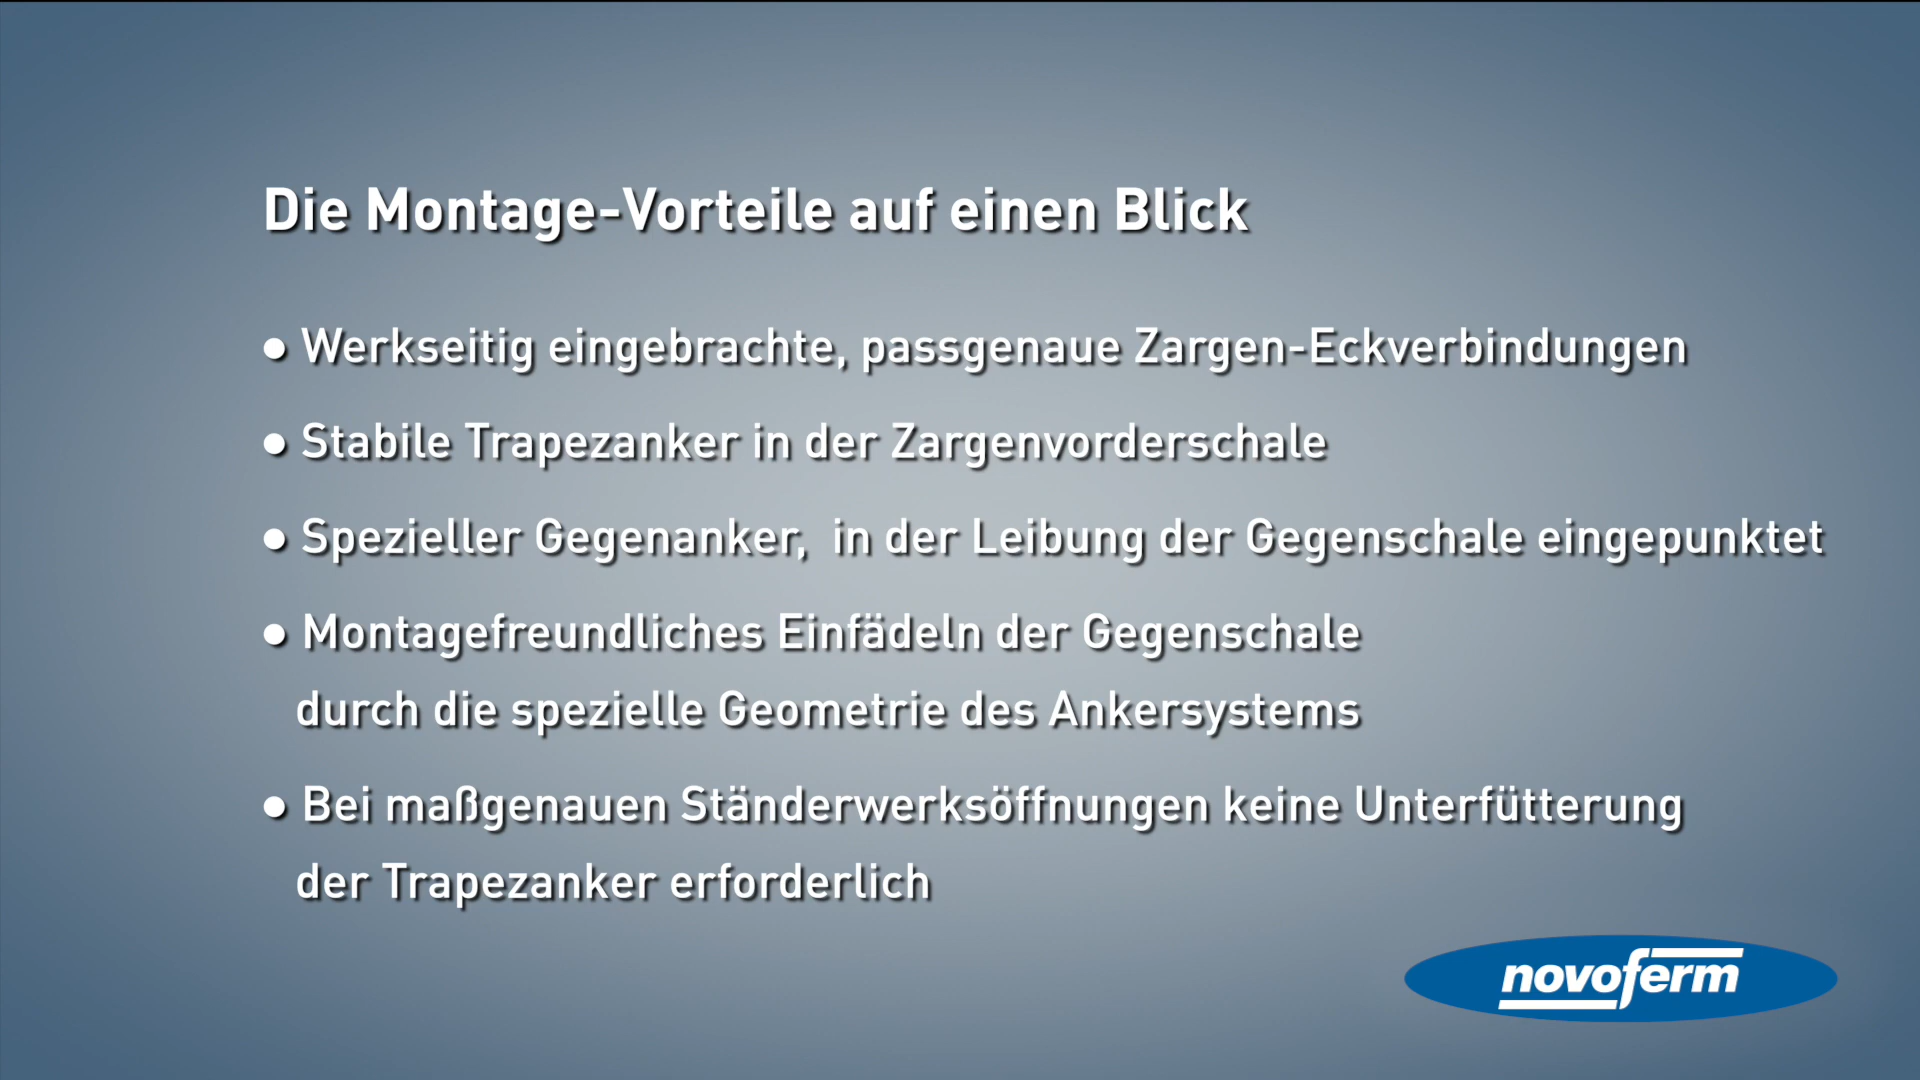 Die Montage-Vorteile auf einen Blick
● Werkseitig eingebrachte, passgenaue Zargen-Eckverbindungen
● Stabile Trapezanker in der Zargenvorderschale
● Spezieller Gegenanker, in der Leibung der Gegenschale eingepunktet
● Montagefreundliches Einfädeln der Gegenschale
durch die spezielle Geometrie des Ankersystems
● Bei maßgenauen Ständerwerksöffnungen keine Unterfütterung
der Trapezanker erforderlich
novoferm